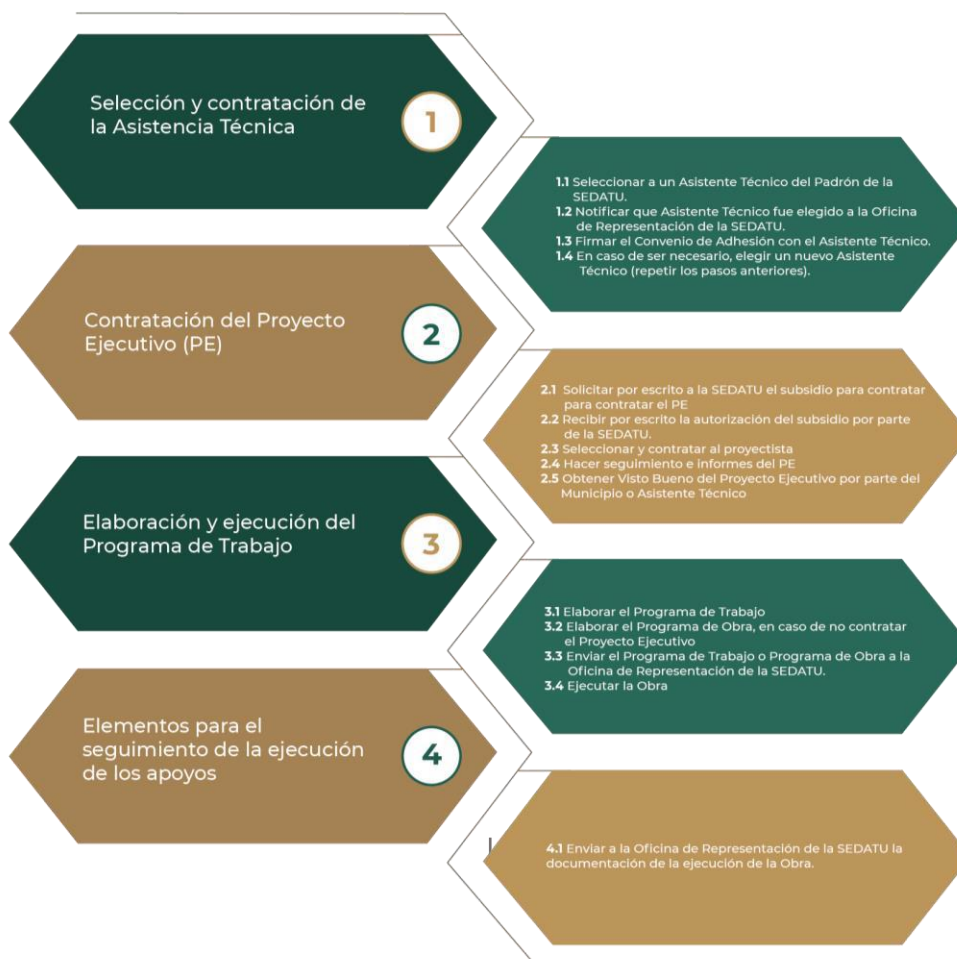 Selección y contratación de
la Asistencia Técnica
1
1.1 Seleccionar a un Asistente Técnico del Padrón de la
SEDATU.
1.2 Notificar que Asistente Técnico fue elegido a la Oficina
de Representación de la SEDATU.
1.3 Firmar el Convenio de Adhesión con el Asistente Técnico.
1.4 En caso de ser necesario, elegir un nuevo Asistente
Técnico (repetir los pasos anteriores).
Contratación del Proyecto
Ejecutivo (PE)
2
2.1 Solicitar por escrito a la SEDATU el subsidio para contratar
para contratar el PE
2.2 Recibir por escrito la autorización del subsidio por parte
de la SEDATU.
2.3 Seleccionar y contratar al proyectista
2.4 Hacer seguimiento e informes del PE
2.5 Obtener Visto Bueno del Proyecto Ejecutivo por parte del
Municipio o Asistente Técnico
Elaboración y ejecución del
Programa de Trabajo
3
3.1 Elaborar el Programa de Trabajo
3.2 Elaborar el Programa de Obra, en caso de no contratar
el Proyecto Ejecutivo
3.3 Enviar el Programa de Trabajo o Programa de Obra a la
Oficina de Representación de la SEDATU.
3.4 Ejecutar la Obra
Elementos para el
seguimiento de la ejecución
de los apoyos
4
4.1 Enviar a la Oficina de Representación de la SEDATU la
documentación de la ejecución de la Obra.